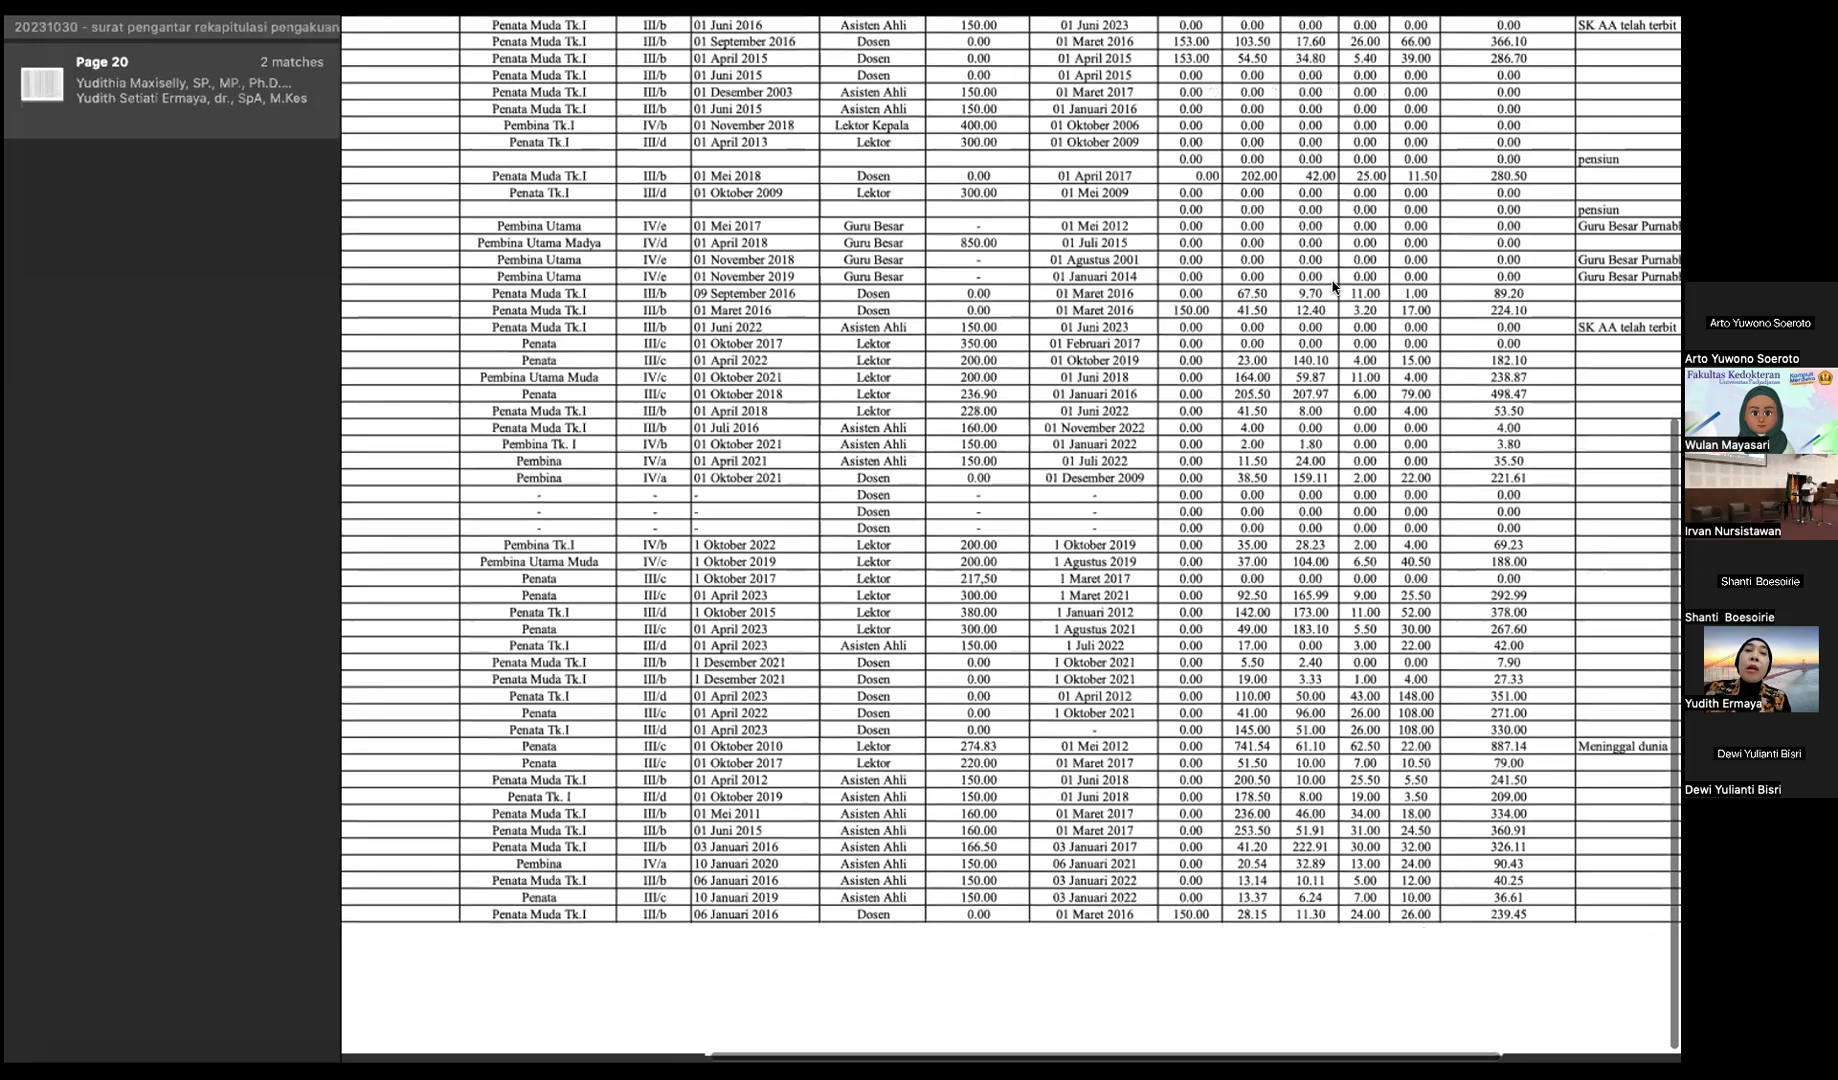 20231030 - surat pengantar rekapitulasi pengakuan
Page 20 2 matches
Yudithia Maxiselly, SP., MP., Ph.D....
Yudith Setiati Ermaya, dr., SpA, M.Kes
Penata Muda Tk.I III/b 01 Juni 2016 Asisten Ahli 150.00 01 Juni 2023 0.00 0.00 0.00 0.00 0.00 0.00 SK AA telah terbit
Penata Muda Tk.I III/b 01 September 2016 Dosen 0.00 01 Maret 2016 153.00 103.50 17.60 26.00 66.00 366.10
Penata Muda Tk.I III/b 01 April 2015 Dosen 0.00 01 April 2015 153.00 54.50 34.80 5.40 39.00 286.70
Penata Muda Tk.I III/b 01 Juni 2015 Dosen 0.00 01 April 2015 0.00 0.00 0.00 0.00 0.00 0.00
Penata Muda Tk.I III/b 01 Desember 2003 Asisten Ahli 150.00 01 Maret 2017 0.00 0.00 0.00 0.00 0.00 0.00
Penata Muda Tk.I III/b 01 Juni 2015 Asisten Ahli 150.00 01 Januari 2016 0.00 0.00 0.00 0.00 0.00 0.00
Pembina Tk.I IV/b 01 November 2018 Lektor Kepala 400.00 01 Oktober 2006 0.00 0.00 0.00 0.00 0.00 0.00
Penata Tk.I III/d 01 April 2013 Lektor 300.00 01 Oktober 2009 0.00 0.00 0.00 0.00 0.00 0.00
0.00 0.00 0.00 0.00 0.00 0.00 pensiun
Penata Muda Tk.I III/b 01 Mei 2018 Dosen 0.00 01 April 2017 0.00 202.00 42.00 25.00 11.50 280.50
Penata Tk.I III/d 01 Oktober 2009 Lektor 300.00 01 Mei 2009 0.00 0.00 0.00 0.00 0.00 0.00
0.00 0.00 0.00 0.00 0.00 0.00 pensiun
Pembina Utama IV/e 01 Mei 2017 Guru Besar - 01 Mei 2012 0.00 0.00 0.00 0.00 0.00 0.00 Guru Besar Purnab
Pembina Utama Madya IV/d 01 April 2018 Guru Besar 850.00 01 Juli 2015 0.00 0.00 0.00 0.00 0.00 0.00
Pembina Utama IV/e 01 November 2018 Guru Besar - 01 Agustus 2001 0.00 0.00 0.00 0.00 0.00 0.00 Guru Besar Purnab
Pembina Utama IV/e 01 November 2019 Guru Besar - 01 Januari 2014 0.00 0.00 0.00 0.00 0.00 0.00 Guru Besar Purnab
Penata Muda Tk.I III/b 09 September 2016 Dosen 0.00 01 Maret 2016 0.00 67.50 9.70 11.00 1.00 89.20
Penata Muda Tk.I III/b 01 Maret 2016 Dosen 0.00 01 Maret 2016 150.00 41.50 12.40 3.20 17.00 224.10
Penata Muda Tk.I III/b 01 Juni 2022 Asisten Ahli 150.00 01 Juni 2023 0.00 0.00 0.00 0.00 0.00 0.00 SK AA telah terbit
Penata III/c 01 Oktober 2017 Lektor 350.00 01 Februari 2017 0.00 0.00 0.00 0.00 0.00 0.00
Penata III/c 01 April 2022 Lektor 200.00 01 Oktober 2019 0.00 23.00 140.10 4.00 15.00 182.10
Pembina Utama Muda IV/c 01 Oktober 2021 Lektor 200.00 01 Juni 2018 0.00 164.00 59.87 11.00 4.00 238.87
Penata III/c 01 Oktober 2018 Lektor 236.90 01 Januari 2016 0.00 205.50 207.97 6.00 79.00 498.47
Penata Muda Tk.I III/b 01 April 2018 Lektor 228.00 01 Juni 2022 0.00 41.50 8.00 0.00 4.00 53.50
Penata Muda Tk.I III/b 01 Juli 2016 Asisten Ahli 160.00 01 November 2022 0.00 4.00 0.00 0.00 0.00 4.00
Pembina Tk. I IV/b 01 Oktober 2021 Asisten Ahli 150.00 01 Januari 2022 0.00 2.00 1.80 0.00 0.00 3.80
Pembina IV/a 01 April 2021 Asisten Ahli 150.00 01 Juli 2022 0.00 11.50 24.00 0.00 0.00 35.50
Pembina IV/a 01 Oktober 2021 Dosen 0.00 01 Desember 2009 0.00 38.50 159.11 2.00 22.00 221.61
- - - Dosen - - 0.00 0.00 0.00 0.00 0.00 0.00
- - - Dosen - - 0.00 0.00 0.00 0.00 0.00 0.00
- - - Dosen - - 0.00 0.00 0.00 0.00 0.00 0.00
Pembina Tk.I IV/b 1 Oktober 2022 Lektor 200.00 1 Oktober 2019 0.00 35.00 28.23 2.00 4.00 69.23
Pembina Utama Muda IV/c 1 Oktober 2019 Lektor 200.00 1 Agustus 2019 0.00 37.00 104.00 6.50 40.50 188.00
Penata III/c 1 Oktober 2017 Lektor 217,50 1 Maret 2017 0.00 0.00 0.00 0.00 0.00 0.00
Penata III/c 01 April 2023 Lektor 300.00 1 Maret 2021 0.00 92.50 165.99 9.00 25.50 292.99
Penata Tk.I III/d 1 Oktober 2015 Lektor 380.00 1 Januari 2012 0.00 142.00 173.00 11.00 52.00 378.00
Penata III/c 01 April 2023 Lektor 300.00 1 Agustus 2021 0.00 49.00 183.10 5.50 30.00 267.60
Penata Tk.I III/d 01 April 2023 Asisten Ahli 150.00 1 Juli 2022 0.00 17.00 0.00 3.00 22.00 42.00
Penata Muda Tk.I III/b 1 Desember 2021 Dosen 0.00 1 Oktober 2021 0.00 5.50 2.40 0.00 0.00 7.90
Penata Muda Tk.I III/b 1 Desember 2021 Dosen 0.00 1 Oktober 2021 0.00 19.00 3.33 1.00 4.00 27.33
Penata Tk.I III/d 01 April 2023 Dosen 0.00 01 April 2012 0.00 110.00 50.00 43.00 148.00 351.00
Penata III/c 01 April 2022 Dosen 0.00 1 Oktober 2021 0.00 41.00 96.00 26.00 108.00 271.00
Penata Tk.I III/d 01 April 2023 Dosen 0.00 - 0.00 145.00 51.00 26.00 108.00 330.00
Penata III/c 01 Oktober 2010 Lektor 274.83 01 Mei 2012 0.00 741.54 61.10 62.50 22.00 887.14 Meninggal dunia
Penata III/c 01 Oktober 2017 Lektor 220.00 01 Maret 2017 0.00 51.50 10.00 7.00 10.50 79.00
Penata Muda Tk.I III/b 01 April 2012 Asisten Ahli 150.00 01 Juni 2018 0.00 200.50 10.00 25.50 5.50 241.50
Penata Tk. I III/d 01 Oktober 2019 Asisten Ahli 150.00 01 Juni 2018 0.00 178.50 8.00 19.00 3.50 209.00
Penata Muda Tk.I III/b 01 Mei 2011 Asisten Ahli 160.00 01 Maret 2017 0.00 236.00 46.00 34.00 18.00 334.00
Penata Muda Tk.I III/b 01 Juni 2015 Asisten Ahli 160.00 01 Maret 2017 0.00 253.50 51.91 31.00 24.50 360.91
Penata Muda Tk.I III/b 03 Januari 2016 Asisten Ahli 166.50 03 Januari 2017 0.00 41.20 222.91 30.00 32.00 326.11
Pembina IV/a 10 Januari 2020 Asisten Ahli 150.00 06 Januari 2021 0.00 20.54 32.89 13.00 24.00 90.43
Penata Muda Tk.I III/b 06 Januari 2016 Asisten Ahli 150.00 03 Januari 2022 0.00 13.14 10.11 5.00 12.00 40.25
Penata III/c 10 Januari 2019 Asisten Ahli 150.00 03 Januari 2022 0.00 13.37 6.24 7.00 10.00 36.61
Penata Muda Tk.I III/b 06 Januari 2016 Dosen 0.00 01 Maret 2016 150.00 28.15 11.30 24.00 26.00 239.45
Arto Yuwono Soeroto
Arto Yuwono Soeroto
Fakultas Kedokteran
Universitas Padjadjaran
Wulan Mayasari
Irvan Nursistawan
Shanti Boesoirie
Shanti Boesoirie
Yudith Ermaya
Dewi Yulianti Bisri
Dewi Yulianti Bisri